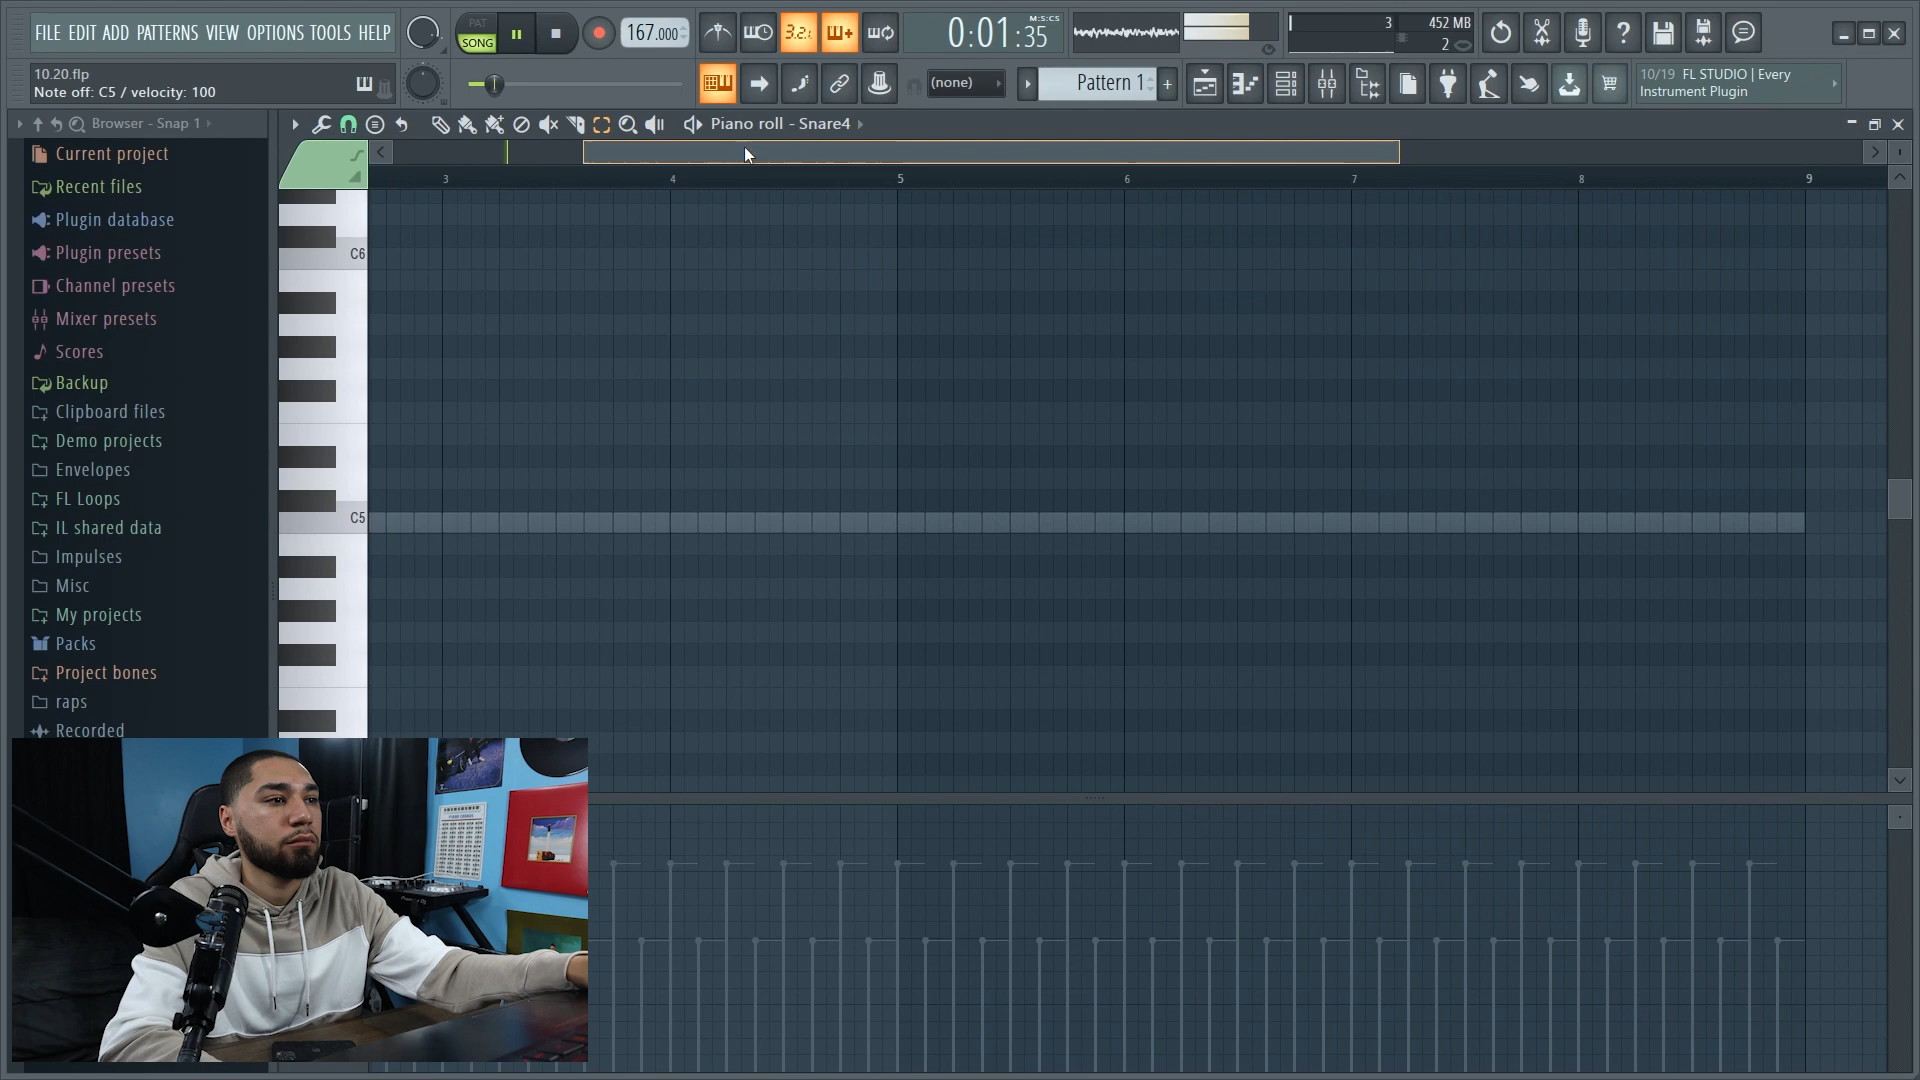 FILE EDIT ADD PATTERNS VIEW OPTIONS TOOLS HELP
PAT
SONG
167.000
3.2.
0:01:35
M:S:CS
3
452 MB
2
10.20.flp
Note off: C5 / velocity: 100
(none)
Pattern 1
+
10/19 FL STUDIO | Every
Instrument Plugin
Browser - Snap 1
Piano roll - Snare4
3
4
5
6
7
8
9
C6
C5
Current project
Recent files
Plugin database
Plugin presets
Channel presets
Mixer presets
Scores
Backup
Clipboard files
Demo projects
Envelopes
FL Loops
IL shared data
Impulses
Misc
My projects
Packs
Project bones
raps
Recorded